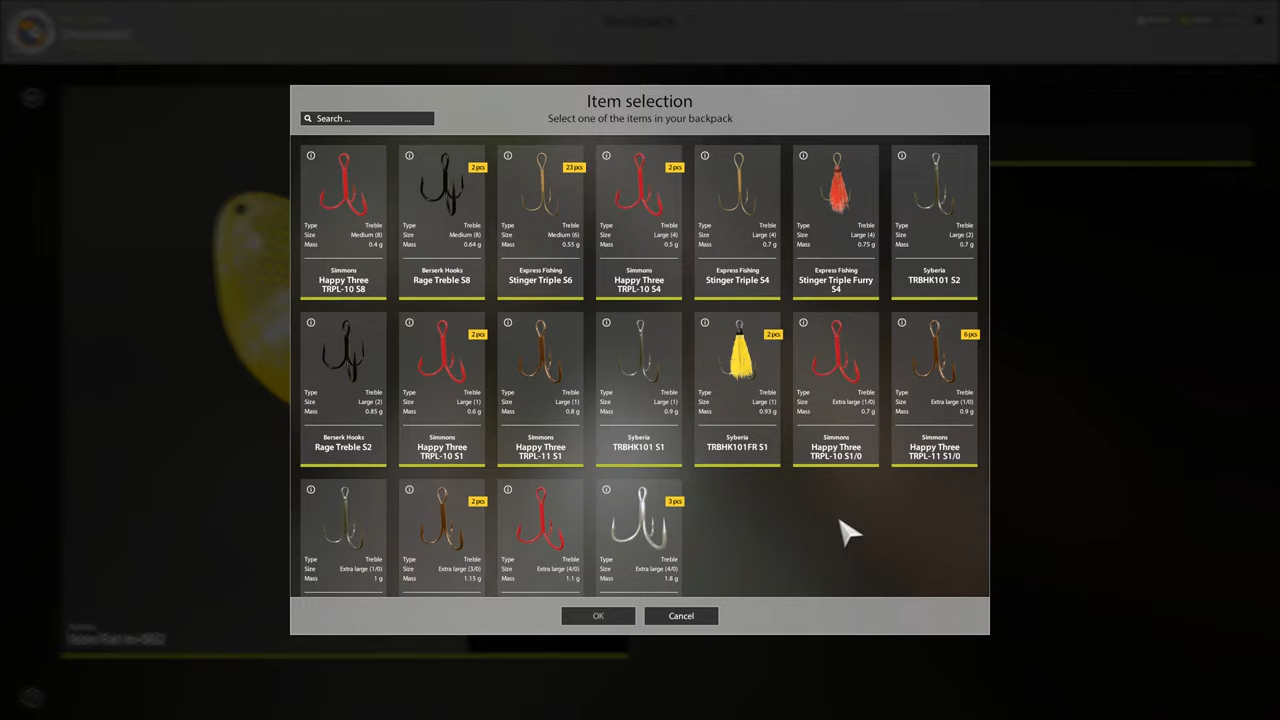 Item selection
Search ...
Select one of the items in your backpack
2 pcs
23 pcs
2 pcs
Type Treble
Size Medium (8)
Mass 0.4 g
Simmons
Happy Three
TRPL-10 S8
Type Treble
Size Medium (8)
Mass 0.64 g
Berserk Hooks
Rage Treble S8
Type Treble
Size Medium (6)
Mass 0.55 g
Express Fishing
Stinger Triple S6
Type Treble
Size Large (4)
Mass 0.5 g
Simmons
Happy Three
TRPL-10 S4
Type Treble
Size Large (4)
Mass 0.7 g
Express Fishing
Stinger Triple S4
Type Treble
Size Large (4)
Mass 0.75 g
Express Fishing
Stinger Triple Furry
S4
Type Treble
Size Large (2)
Mass 0.7 g
Syberia
TRBHK101 S2
2 pcs
2 pcs
6 pcs
Type Treble
Size Large (2)
Mass 0.85 g
Berserk Hooks
Rage Treble S2
Type Treble
Size Large (1)
Mass 0.6 g
Simmons
Happy Three
TRPL-10 S1
Type Treble
Size Large (1)
Mass 0.8 g
Simmons
Happy Three
TRPL-11 S1
Type Treble
Size Large (1)
Mass 0.9 g
Syberia
TRBHK101 S1
Type Treble
Size Large (1)
Mass 0.93 g
Syberia
TRBHK101FR S1
Type Treble
Size Extra large (1/0)
Mass 0.7 g
Simmons
Happy Three
TRPL-10 S1/0
Type Treble
Size Extra large (1/0)
Mass 0.9 g
Simmons
Happy Three
TRPL-11 S1/0
2 pcs
3 pcs
Type Treble
Size Extra large (1/0)
Mass 1 g
Type Treble
Size Extra large (3/0)
Mass 1.15 g
Type Treble
Size Extra large (4/0)
Mass 1.1 g
Type Treble
Size Extra large (4/0)
Mass 1.8 g
OK
Cancel